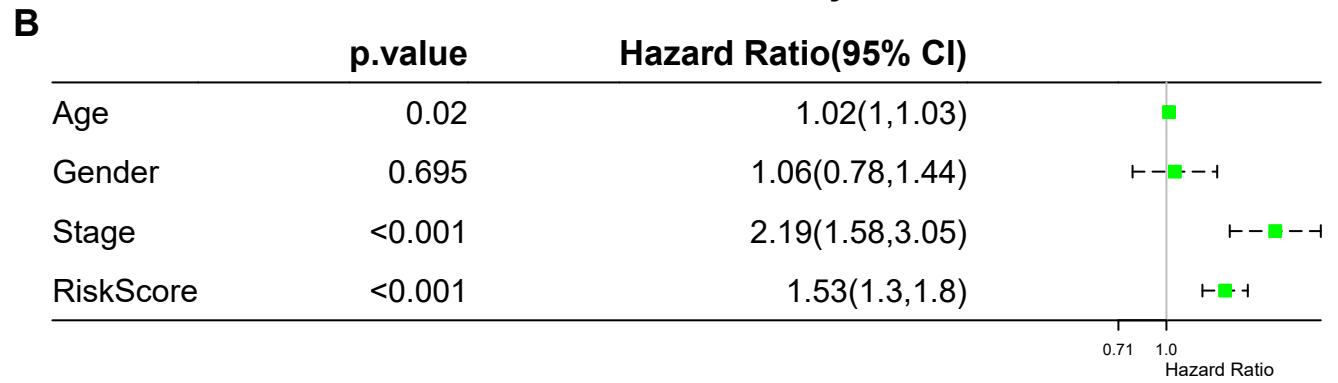 B
p.value Hazard Ratio(95% CI)
Age 0.02 1.02(1,1.03)
Gender 0.695 1.06(0.78,1.44)
Stage <0.001 2.19(1.58,3.05)
RiskScore <0.001 1.53(1.3,1.8)
0.71 1.0
Hazard Ratio